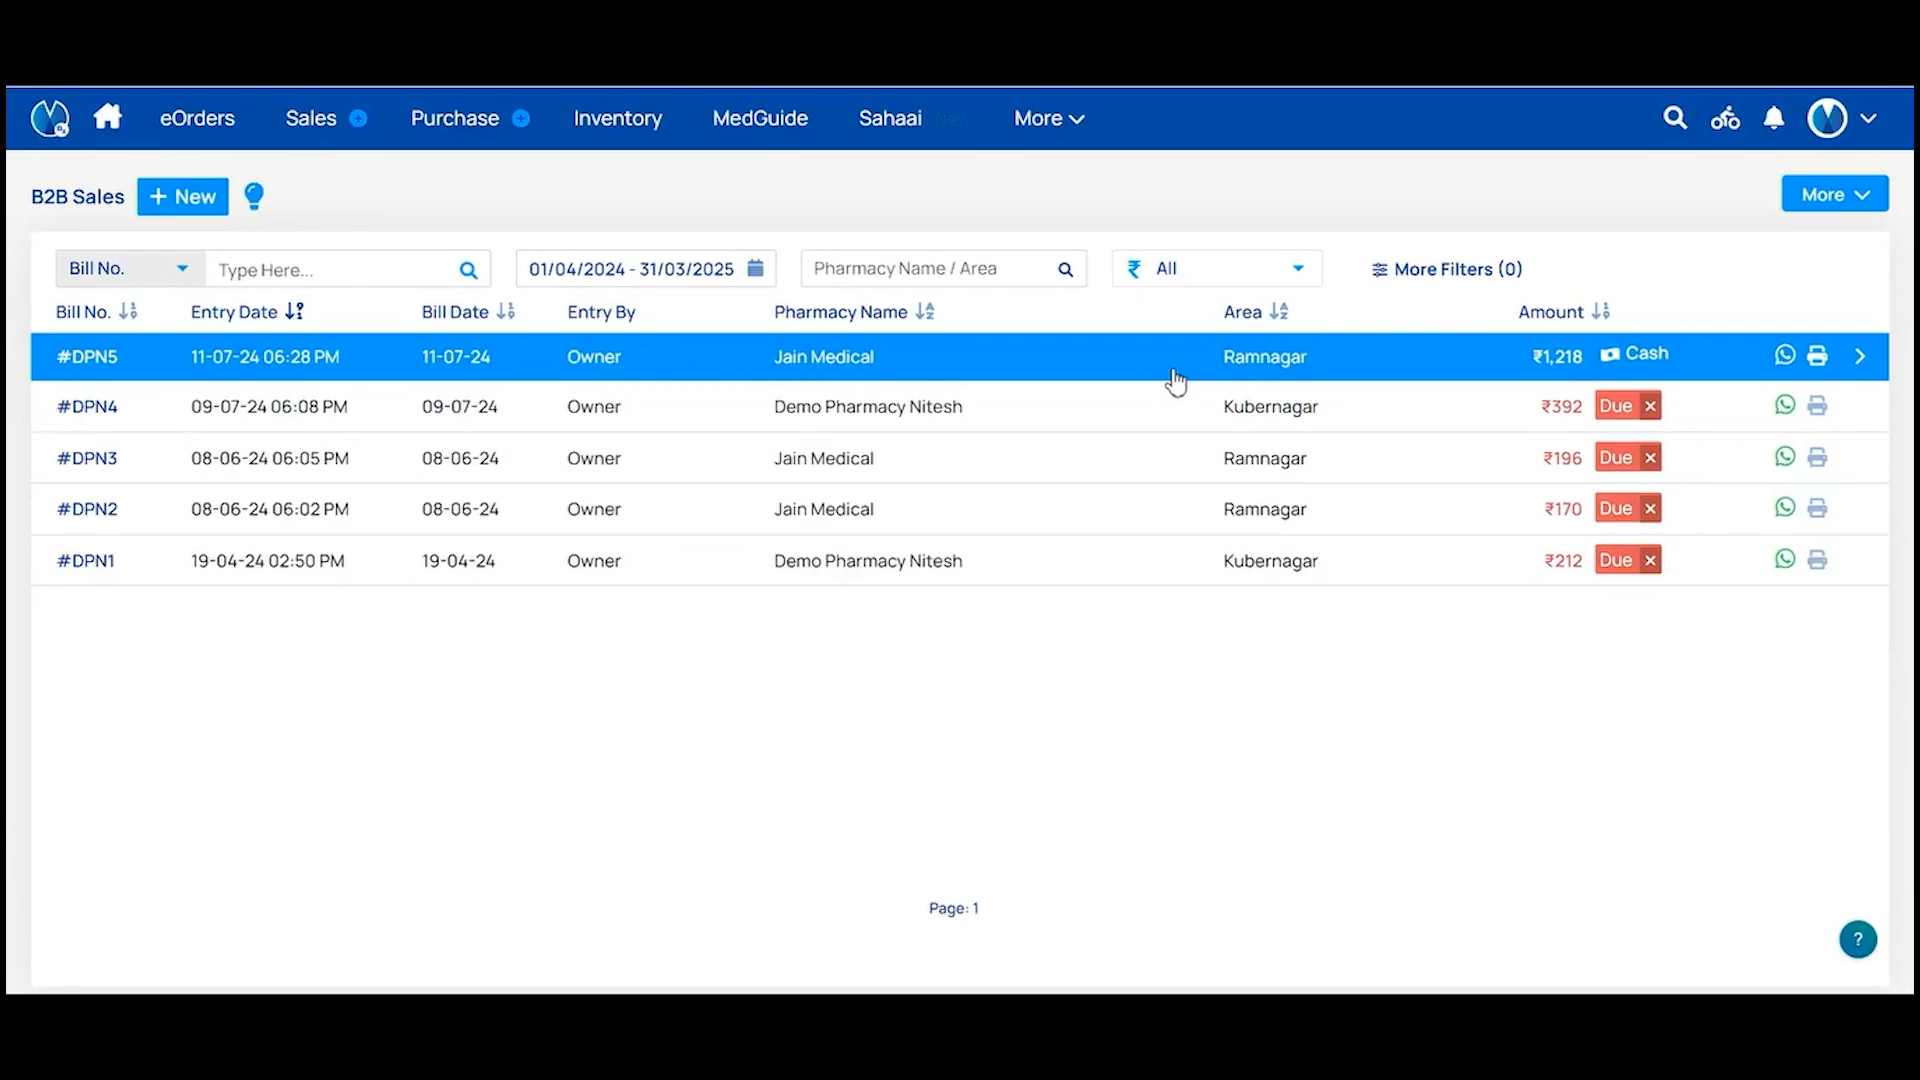 eOrders Sales Purchase Inventory MedGuide Sahaai New More
B2B Sales + New More
Bill No. Type Here... 01/04/2024 - 31/03/2025 Pharmacy Name / Area ₹ All More Filters (0)
Bill No. Entry Date Bill Date Entry By Pharmacy Name Area Amount
#DPN5 11-07-24 06:28 PM 11-07-24 Owner Jain Medical Ramnagar ₹1,218 Cash
#DPN4 09-07-24 06:08 PM 09-07-24 Owner Demo Pharmacy Nitesh Kubernagar ₹392 Due ×
#DPN3 08-06-24 06:05 PM 08-06-24 Owner Jain Medical Ramnagar ₹196 Due ×
#DPN2 08-06-24 06:02 PM 08-06-24 Owner Jain Medical Ramnagar ₹170 Due ×
#DPN1 19-04-24 02:50 PM 19-04-24 Owner Demo Pharmacy Nitesh Kubernagar ₹212 Due ×
Page: 1
?